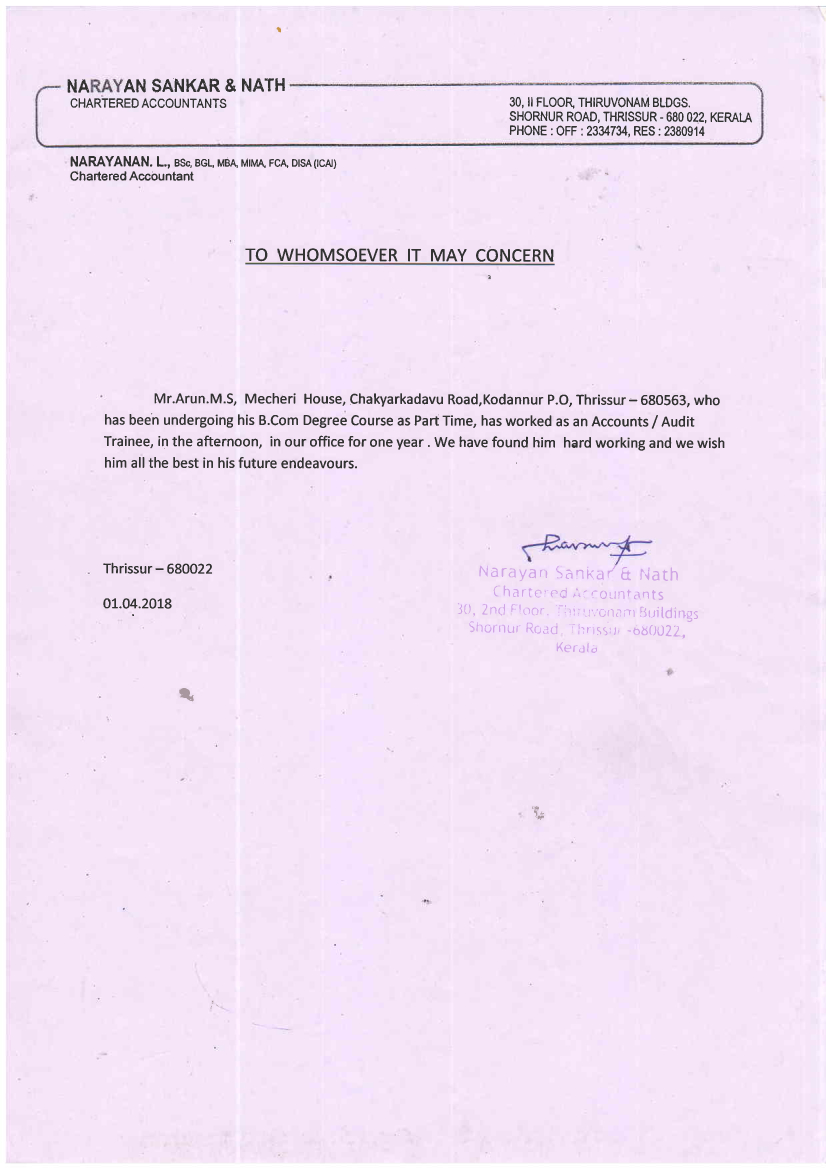 NARAYAN SANKAR & NATH
CHARTERED ACCOUNTANTS
30, II FLOOR, THIRUVONAM BLDGS.
SHORNUR ROAD, THRISSUR - 680 022, KERALA
PHONE : OFF : 2334734, RES : 2380914
NARAYANAN. L., BSc, BGL, MBA, MIMA, FCA, DISA (ICAI)
Chartered Accountant
TO WHOMSOEVER IT MAY CONCERN
Mr.Arun.M.S, Mecheri House, Chakyarkadavu Road,Kodannur P.O, Thrissur – 680563, who
has been undergoing his B.Com Degree Course as Part Time, has worked as an Accounts / Audit
Trainee, in the afternoon, in our office for one year . We have found him hard working and we wish
him all the best in his future endeavours.
Thrissur – 680022
01.04.2018
Narayan Sankar & Nath
Chartered Accountants
30, 2nd Floor, Thiruvonam Buildings
Shornur Road, Thrissur -680022,
Kerala